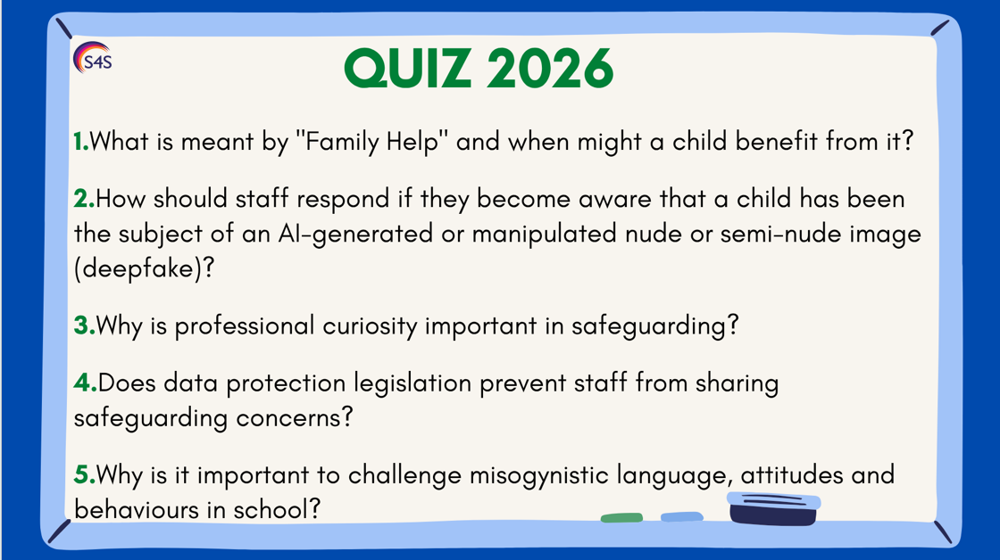 S4S
QUIZ 2026
1.What is meant by "Family Help" and when might a child benefit from it?
2.How should staff respond if they become aware that a child has been
the subject of an AI-generated or manipulated nude or semi-nude image
(deepfake)?
3.Why is professional curiosity important in safeguarding?
4.Does data protection legislation prevent staff from sharing
safeguarding concerns?
5.Why is it important to challenge misogynistic language, attitudes and
behaviours in school?